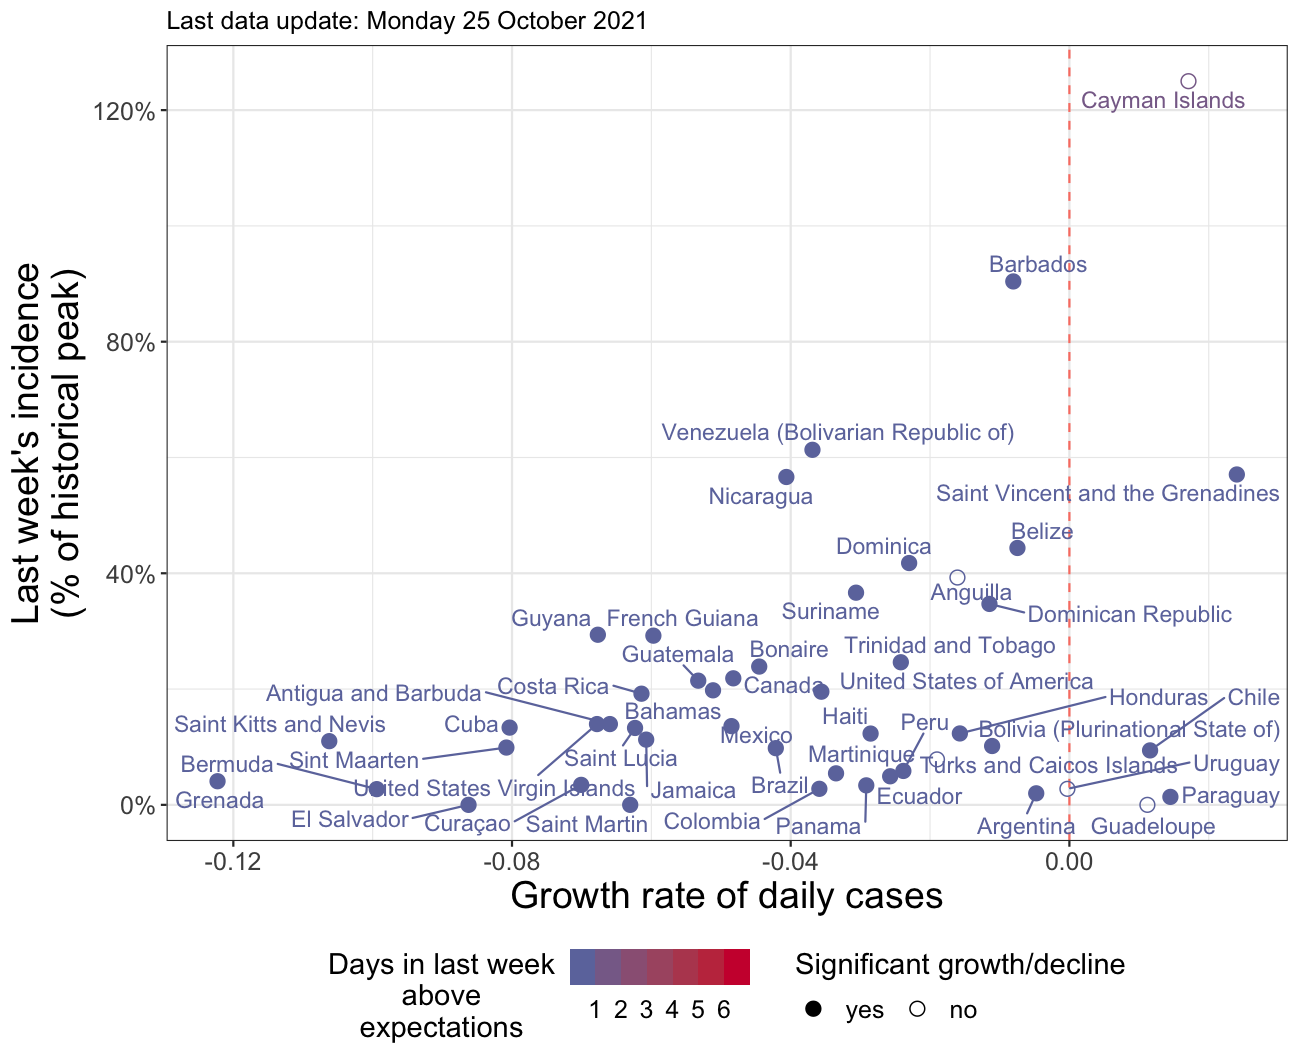 Last data update: Monday 25 October 2021
Last week's incidence
(% of historical peak)
120%
80%
40%
0%
Cayman Islands
Barbados
Venezuela (Bolivarian Republic of)
Nicaragua
Saint Vincent and the Grenadines
Belize
Dominica
Anguilla
Suriname
Dominican Republic
Guyana
French Guiana
Guatemala
Bonaire
Trinidad and Tobago
Antigua and Barbuda
Costa Rica
Canada
United States of America
Honduras
Chile
Bahamas
Haiti
Peru
Saint Kitts and Nevis
Cuba
Mexico
Bolivia (Plurinational State of)
Sint Maarten
Saint Lucia
Martinique
Bermuda
Turks and Caicos Islands
Uruguay
United States Virgin Islands
Jamaica
Brazil
Ecuador
Paraguay
Grenada
El Salvador
Curaçao
Saint Martin
Colombia
Panama
Argentina
Guadeloupe
-0.12
-0.08
-0.04
0.00
Growth rate of daily cases
Days in last week
above
expectations
1 2 3 4 5 6
Significant growth/decline
yes
no